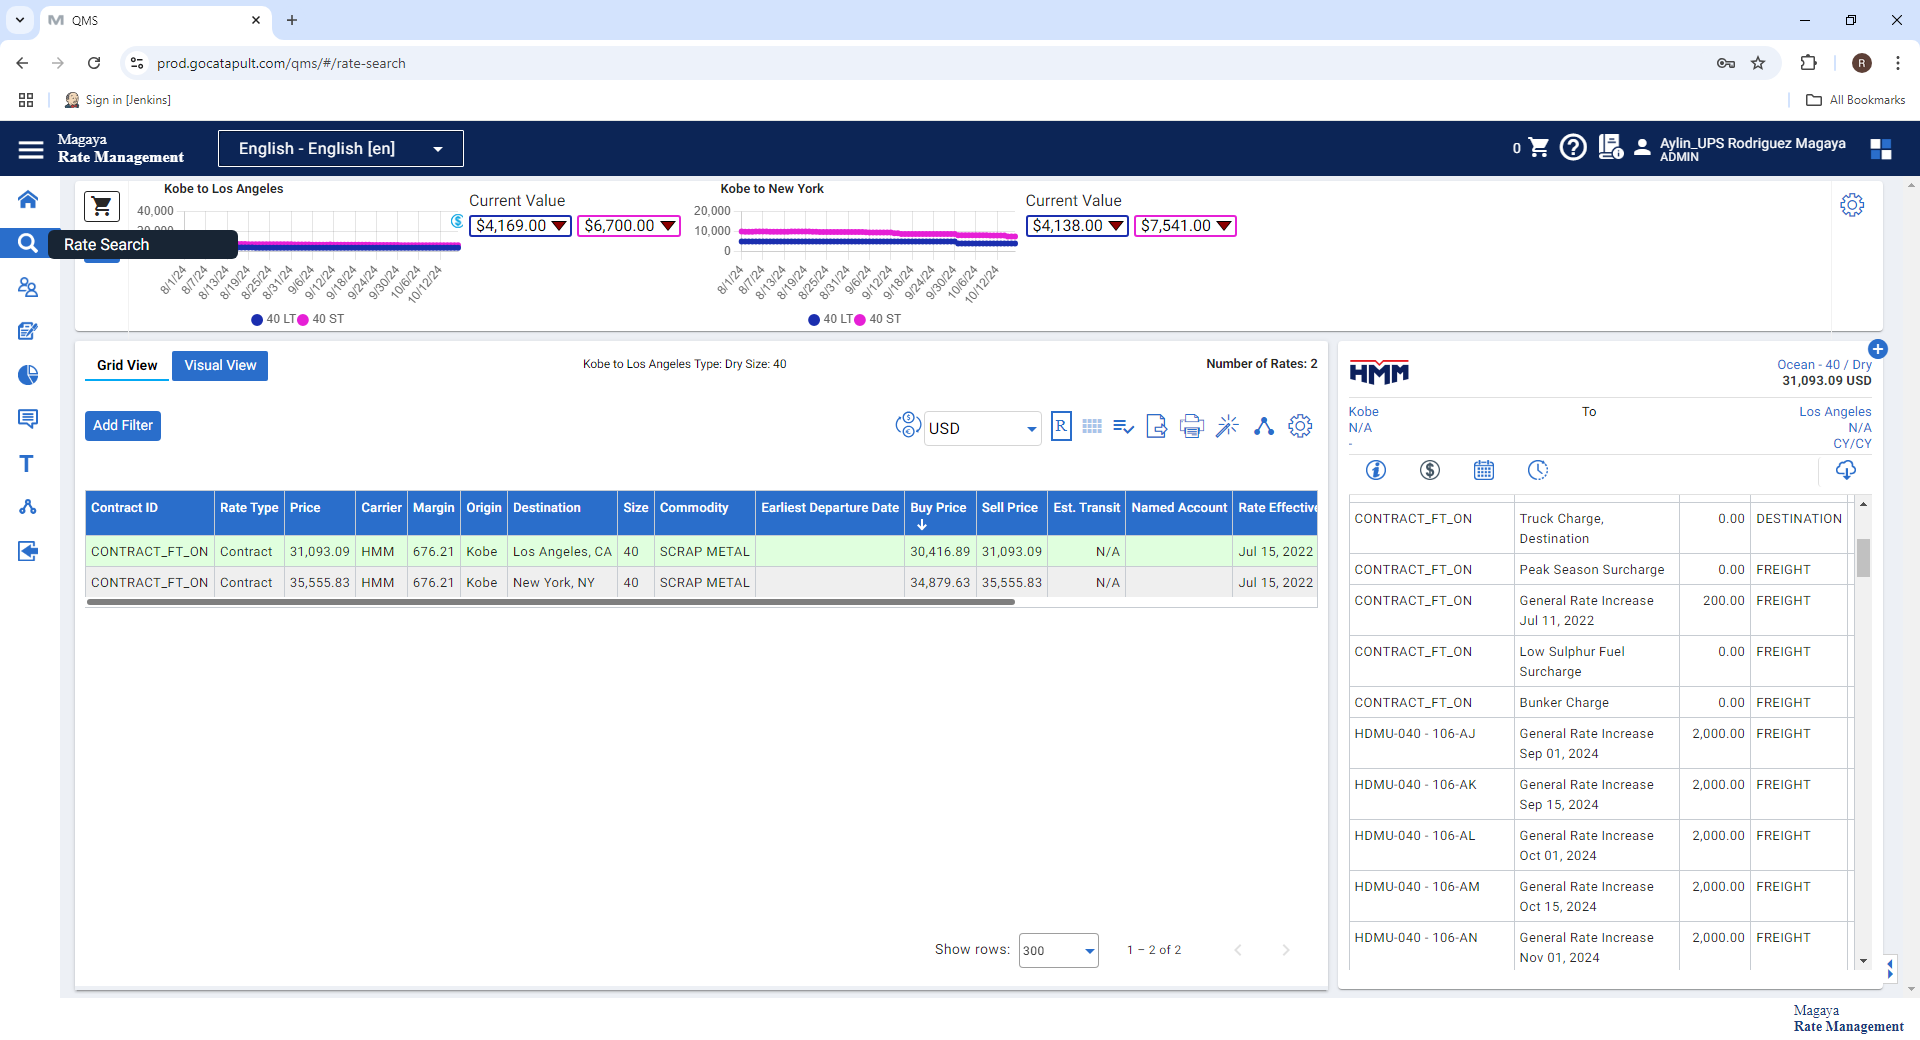 QMS
prod.gocatapult.com/qms/#/rate-search
R
Sign in [Jenkins]
All Bookmarks
Magaya
Rate Management
English - English [en]
0
Aylin_UPS Rodriguez Magaya
ADMIN
Rate Search
Kobe to Los Angeles
40,000
Current Value
$4,169.00
$6,700.00
8/1/24
8/7/24
8/13/24
8/19/24
8/25/24
8/31/24
9/6/24
9/12/24
9/18/24
9/24/24
9/30/24
10/6/24
10/12/24
40 LT
40 ST
Kobe to New York
20,000
10,000
0
Current Value
$4,138.00
$7,541.00
8/1/24
8/7/24
8/13/24
8/19/24
8/25/24
8/31/24
9/6/24
9/12/24
9/18/24
9/24/24
9/30/24
10/6/24
10/12/24
40 LT
40 ST
Grid View
Visual View
Kobe to Los Angeles Type: Dry Size: 40
Number of Rates: 2
Add Filter
USD
R
Contract ID Rate Type Price Carrier Margin Origin Destination Size Commodity Earliest Departure Date Buy Price Sell Price Est. Transit Named Account Rate Effective
CONTRACT_FT_ON Contract 31,093.09 HMM 676.21 Kobe Los Angeles, CA 40 SCRAP METAL 30,416.89 31,093.09 N/A Jul 15, 2022
CONTRACT_FT_ON Contract 35,555.83 HMM 676.21 Kobe New York, NY 40 SCRAP METAL 34,879.63 35,555.83 N/A Jul 15, 2022
Show rows: 300 1 – 2 of 2
HMM
Ocean - 40 / Dry
31,093.09 USD
Kobe To Los Angeles
N/A N/A
- CY/CY
CONTRACT_FT_ON Truck Charge, 0.00 DESTINATION
Destination
CONTRACT_FT_ON Peak Season Surcharge 0.00 FREIGHT
CONTRACT_FT_ON General Rate Increase 200.00 FREIGHT
Jul 11, 2022
CONTRACT_FT_ON Low Sulphur Fuel 0.00 FREIGHT
Surcharge
CONTRACT_FT_ON Bunker Charge 0.00 FREIGHT
HDMU-040 - 106-AJ General Rate Increase 2,000.00 FREIGHT
Sep 01, 2024
HDMU-040 - 106-AK General Rate Increase 2,000.00 FREIGHT
Sep 15, 2024
HDMU-040 - 106-AL General Rate Increase 2,000.00 FREIGHT
Oct 01, 2024
HDMU-040 - 106-AM General Rate Increase 2,000.00 FREIGHT
Oct 15, 2024
HDMU-040 - 106-AN General Rate Increase 2,000.00 FREIGHT
Nov 01, 2024
Magaya
Rate Management